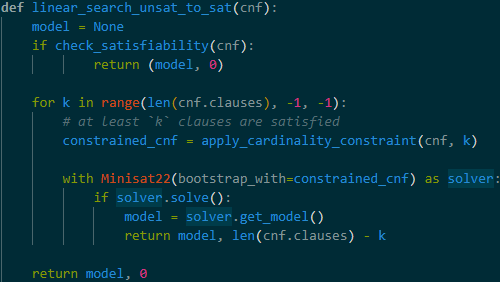 def linear_search_unsat_to_sat(cnf):
    model = None
    if check_satisfiability(cnf):
            return (model, 0)

    for k in range(len(cnf.clauses), -1, -1):
        # at least `k` clauses are satisfied
        constrained_cnf = apply_cardinality_constraint(cnf, k)

        with Minisat22(bootstrap_with=constrained_cnf) as solver:
            if solver.solve():
                model = solver.get_model()
                return model, len(cnf.clauses) - k

    return model, 0